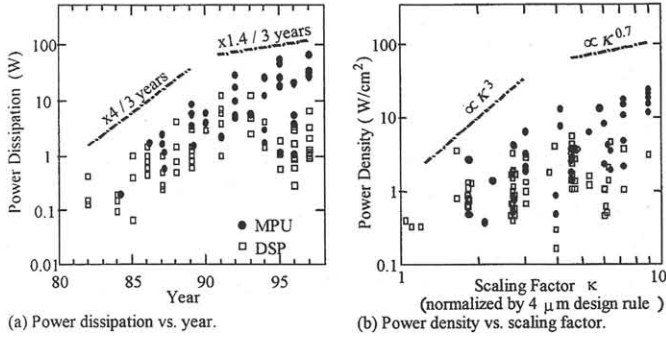 (a)
x1.4 / 3 years
x4 / 3 years
100
10
1
0.1
0.01
Power Dissipation (W)
MPU
DSP
80
85
90
95
Year
(a) Power dissipation vs. year.
(b)
∝ κ^0.7
∝ κ^3
1000
100
10
1
0.1
Power Density ( W/cm²)
1
10
Scaling Factor κ
(normalized by 4 μm design rule )
(b) Power density vs. scaling factor.